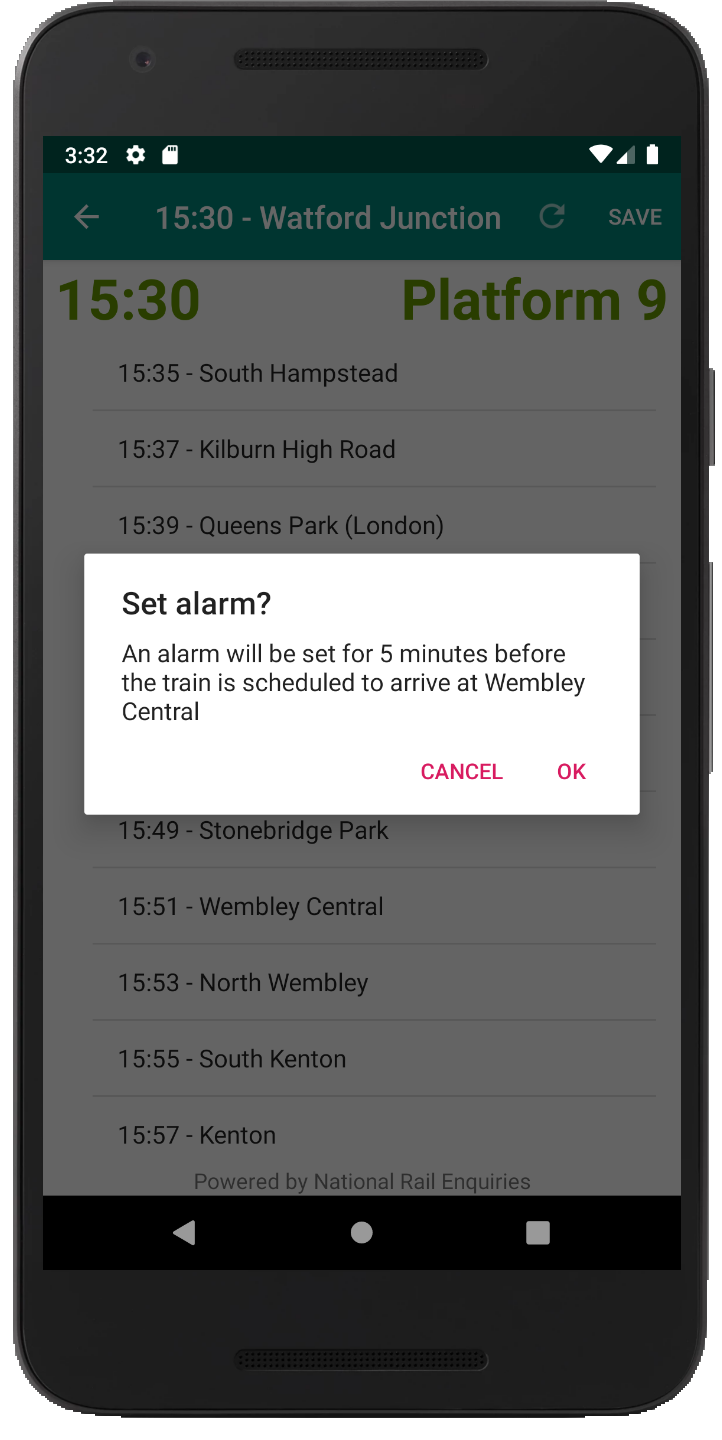 3:32
15:30 - Watford Junction SAVE
15:30 Platform 9
15:35 - South Hampstead
15:37 - Kilburn High Road
15:39 - Queens Park (London)
Set alarm?
An alarm will be set for 5 minutes before
the train is scheduled to arrive at Wembley
Central
CANCEL OK
15:49 - Stonebridge Park
15:51 - Wembley Central
15:53 - North Wembley
15:55 - South Kenton
15:57 - Kenton
Powered by National Rail Enquiries